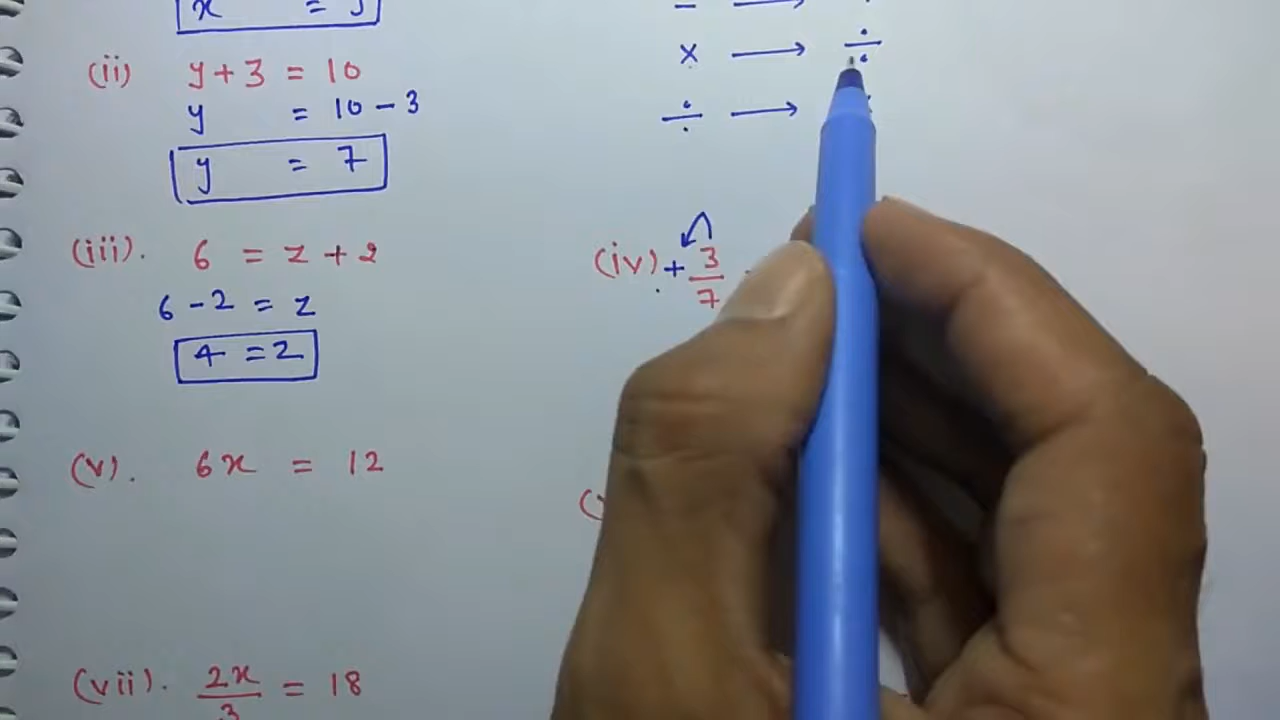 x = 5
(ii) y + 3 = 10
y = 10 - 3
y = 7
(iii). 6 = z + 2
6 - 2 = z
4 = z
(v). 6x = 12
(vii). 2x/3 = 18
- ⟶
× ⟶ ÷
÷ ⟶
(iv) + 3/7